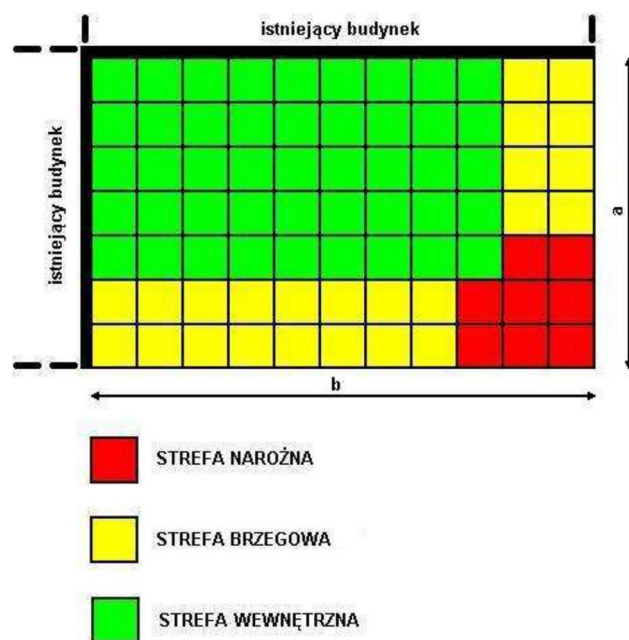 istniejący budynek
istniejący budynek
a
b
STREFA NAROŻNA
STREFA BRZEGOWA
STREFA WEWNĘTRZNA